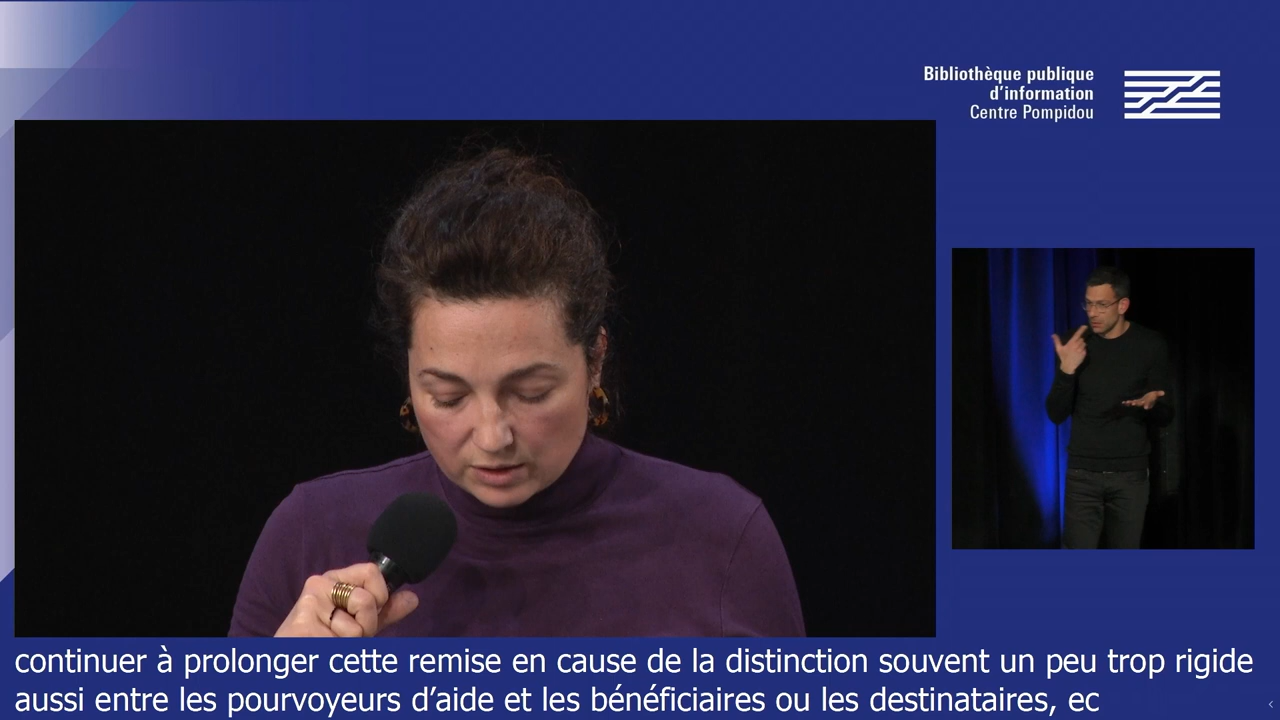 Bibliothèque publique
d’information
Centre Pompidou
continuer à prolonger cette remise en cause de la distinction souvent un peu trop rigide
aussi entre les pourvoyeurs d’aide et les bénéficiaires ou les destinataires, ec